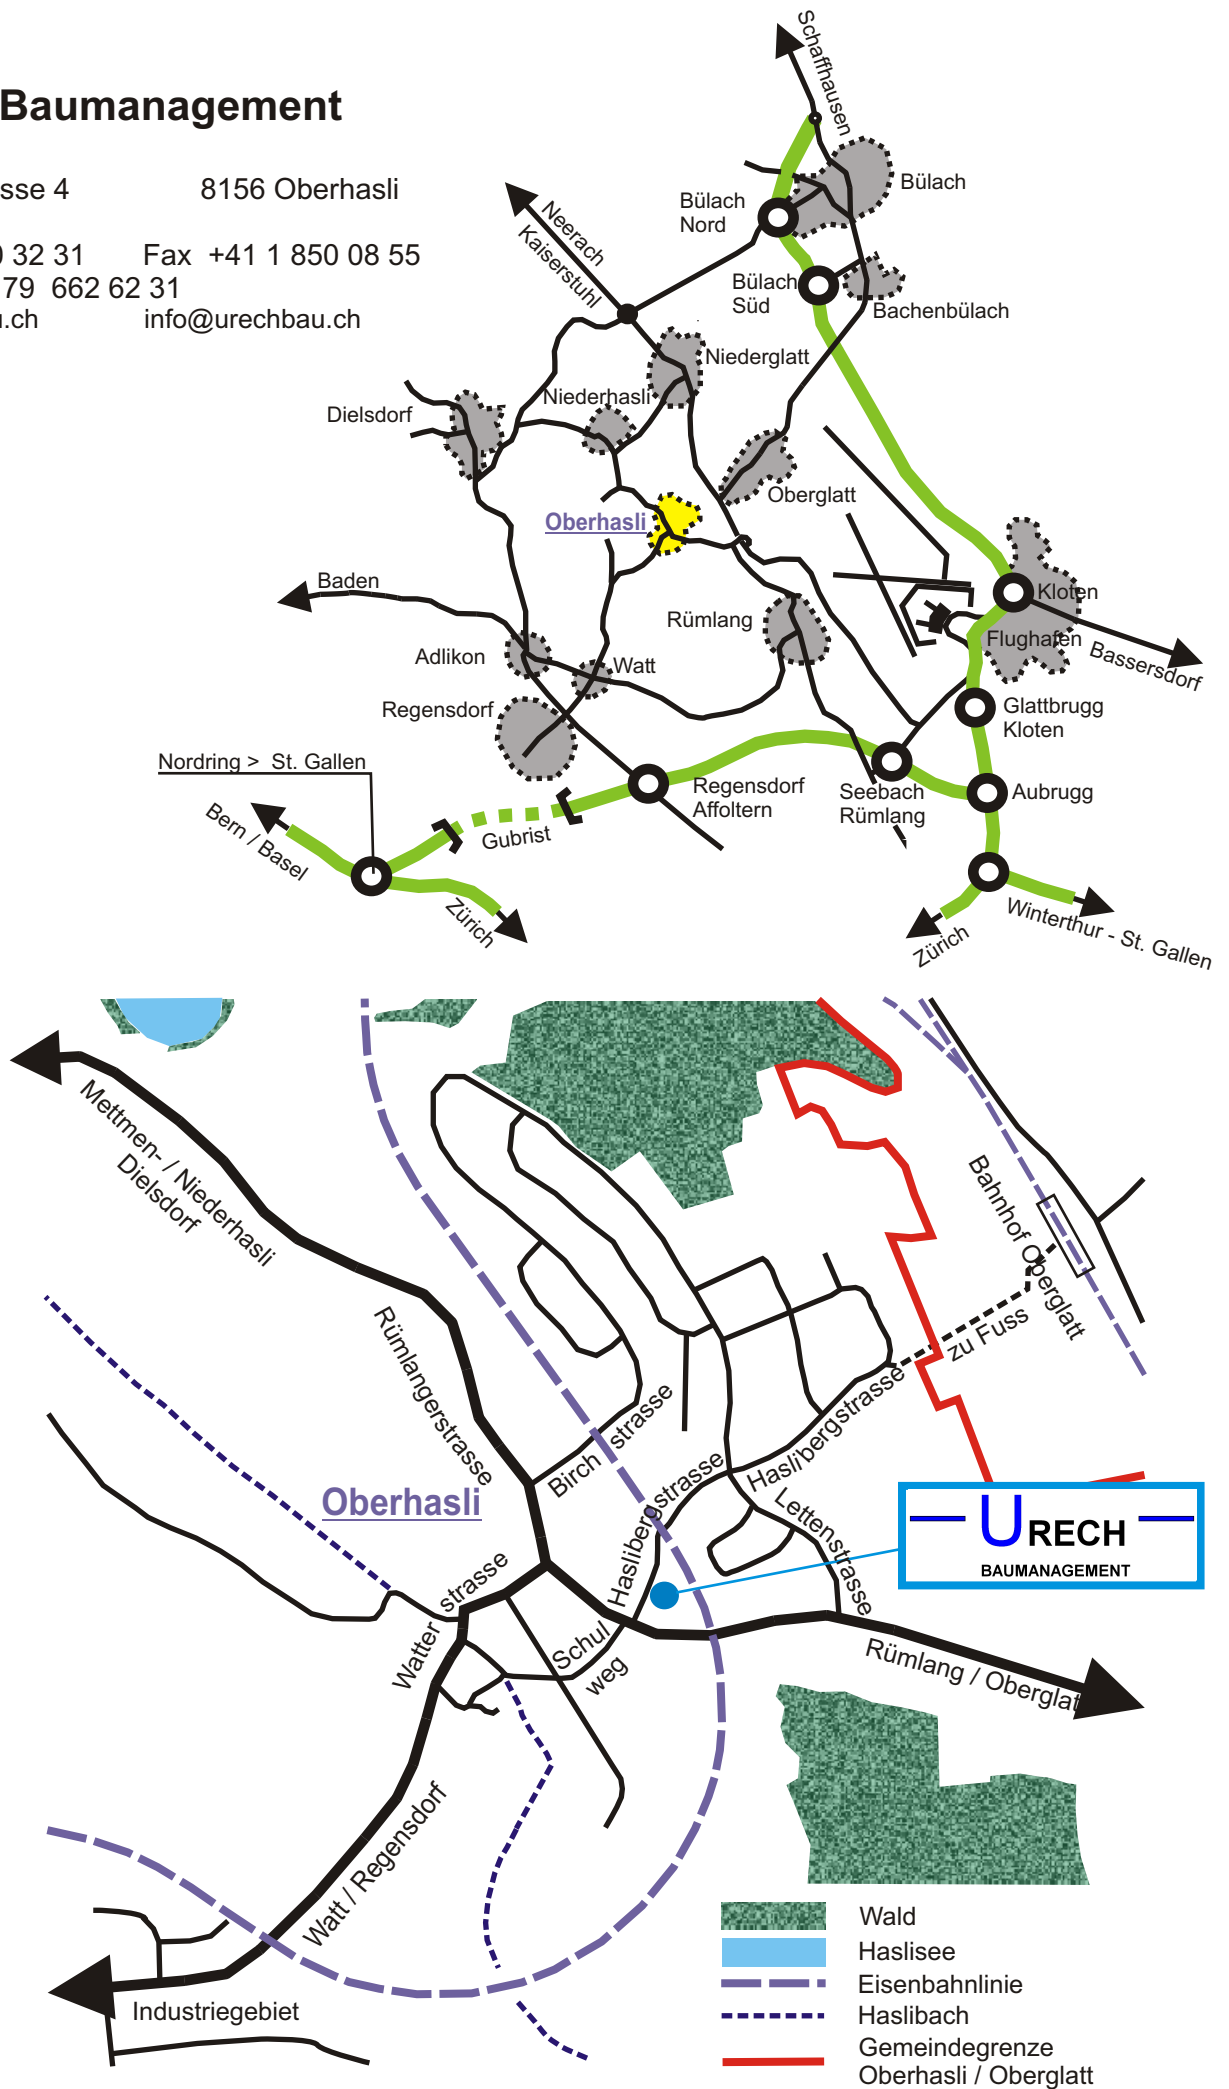 Baumanagement
sse 4 8156 Oberhasli
0 32 31 Fax +41 1 850 08 55
79 662 62 31
u.ch info@urechbau.ch
Schaffhausen
Bülach
Bülach
Nord
Neerach
Kaiserstuhl
Bülach
Süd
Bachenbülach
Niederglatt
Niederhasli
Dielsdorf
Oberglatt
Oberhasli
Baden
Kloten
Rümlang
Flughafen
Bassersdorf
Adlikon
Watt
Regensdorf
Glattbrugg
Kloten
Nordring > St. Gallen
Regensdorf
Affoltern
Seebach
Rümlang
Aubrugg
Bern / Basel
Gubrist
Zürich
Zürich
Winterthur - St. Gallen
Mettmen- / Niederhasli
Dielsdorf
Bahnhof Oberglatt
zu Fuss
Rümlangerstrasse
Birch strasse
Haslibergstrasse
Haslibergstrasse
Lettenstrasse
Oberhasli
URECH
BAUMANAGEMENT
Watter strasse
Schul
weg
Rümlang / Oberglat
Watt / Regensdorf
Industriegebiet
Wald
Haslisee
Eisenbahnlinie
Haslibach
Gemeindegrenze
Oberhasli / Oberglatt